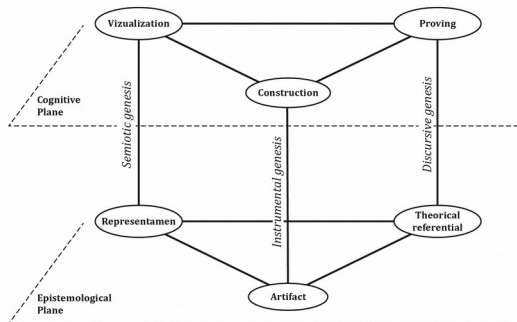 Vizualization
Proving
Cognitive
Plane
Construction
Semiotic genesis
Instrumental genesis
Discursive genesis
Representamen
Theorical
referential
Epistemological
Plane
Artifact